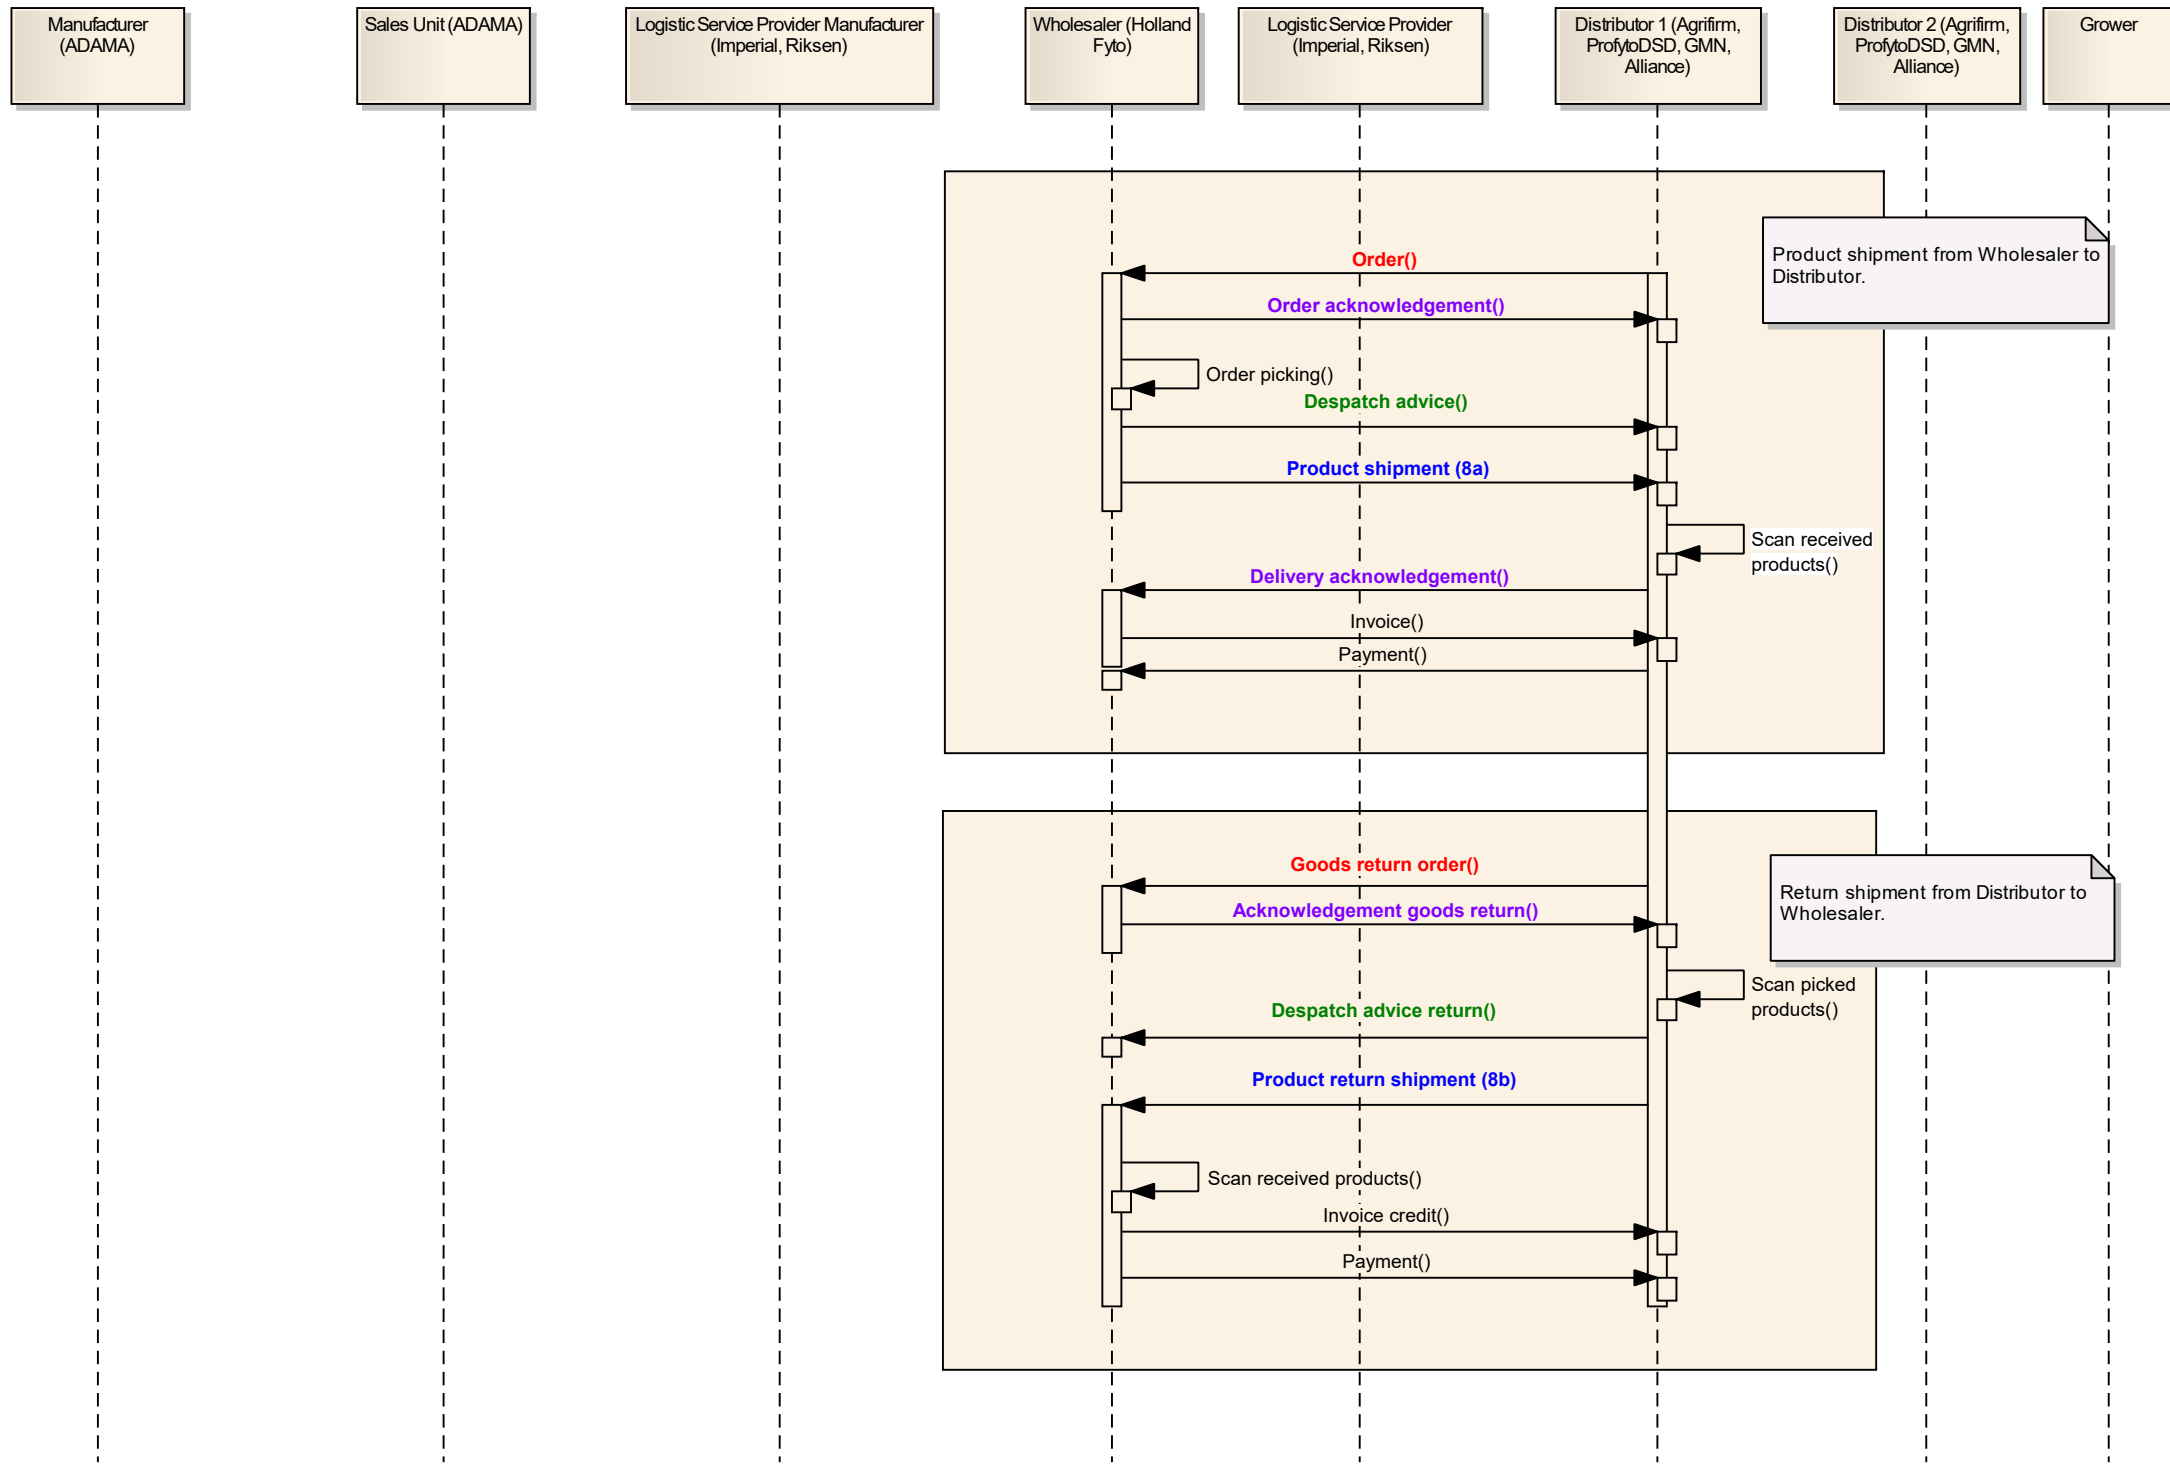 Manufacturer
(ADAMA)
Sales Unit (ADAMA)
Logistic Service Provider Manufacturer
(Imperial, Riksen)
Wholesaler (Holland
Fyto)
Logistic Service Provider
(Imperial, Riksen)
Distributor 1 (Agrifirm,
ProfytoDSD, GMN,
Alliance)
Distributor 2 (Agrifirm,
ProfytoDSD, GMN,
Alliance)
Grower
Product shipment from Wholesaler to
Distributor.
Order()
Order acknowledgement()
Order picking()
Despatch advice()
Product shipment (8a)
Scan received
products()
Delivery acknowledgement()
Invoice()
Payment()
Goods return order()
Return shipment from Distributor to
Wholesaler.
Acknowledgement goods return()
Scan picked
products()
Despatch advice return()
Product return shipment (8b)
Scan received products()
Invoice credit()
Payment()